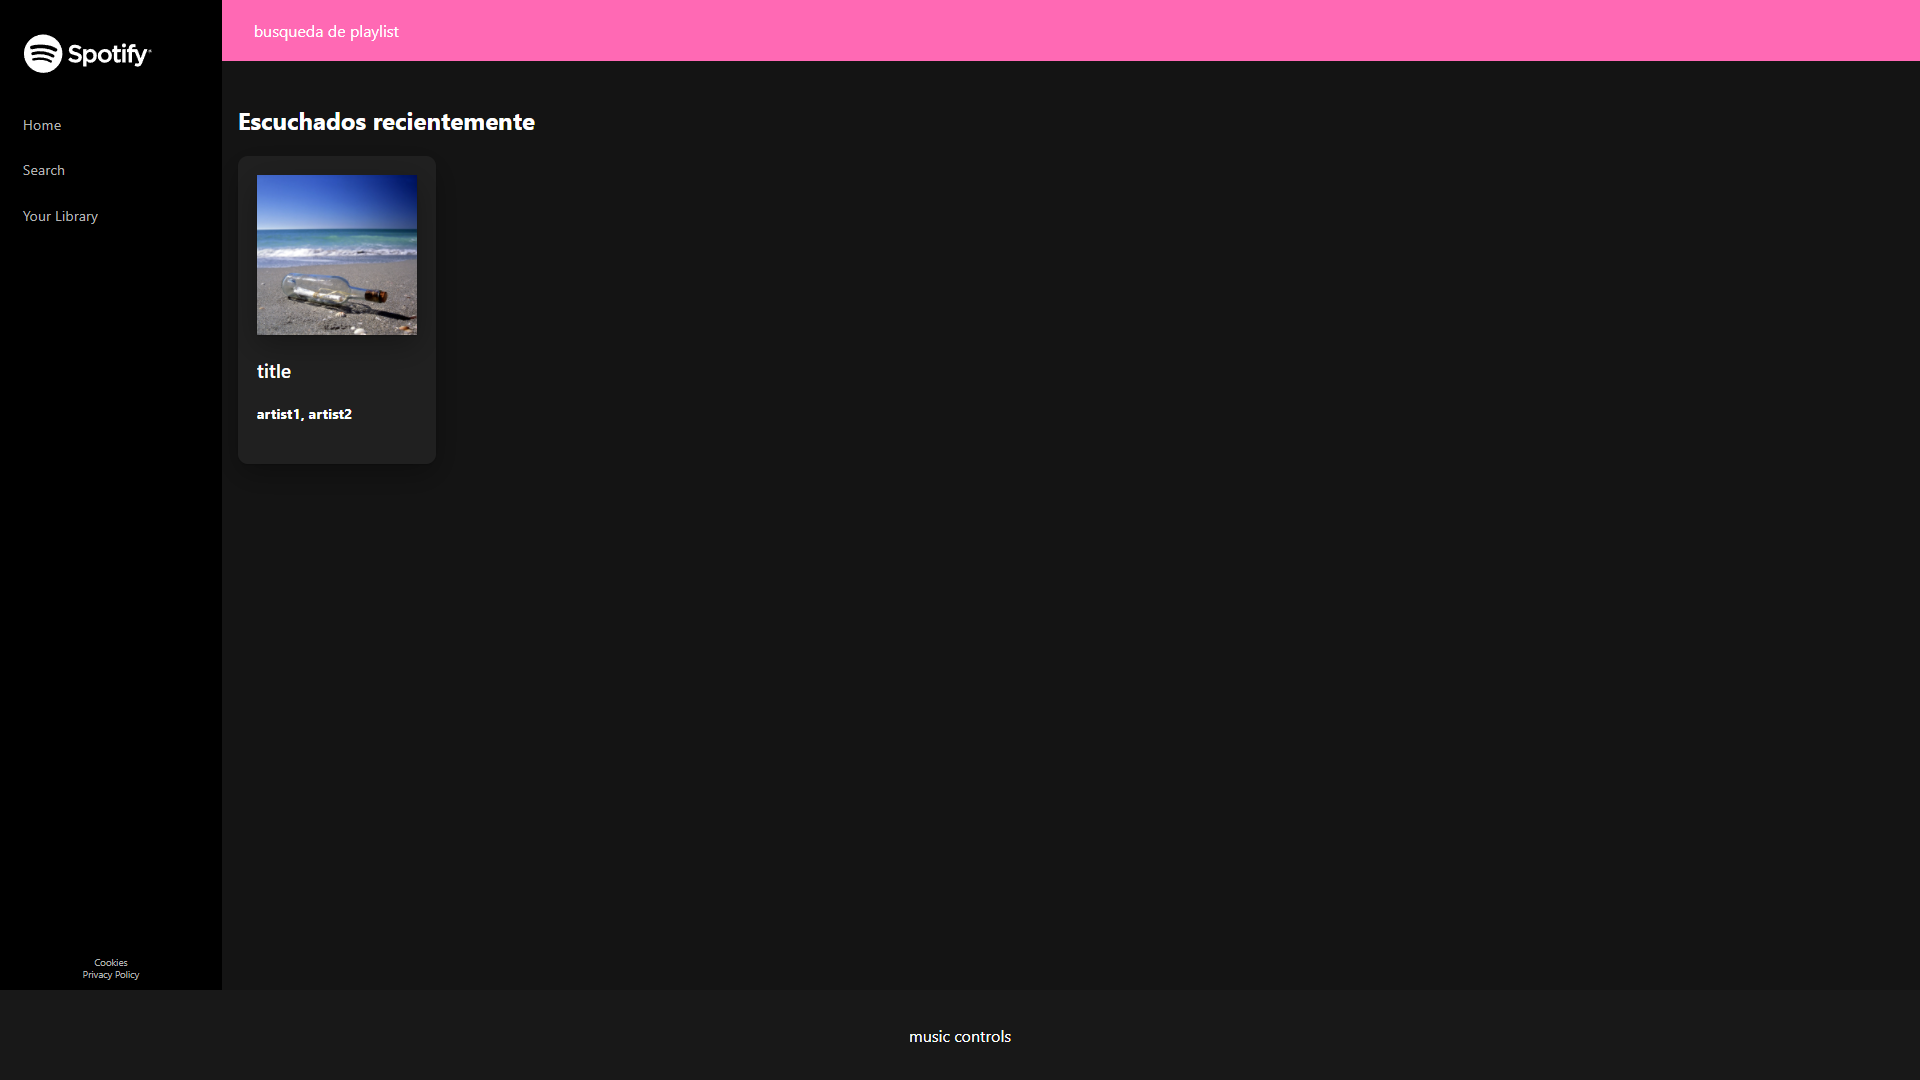 Spotify
Home
Search
Your Library
Cookies
Privacy Policy
busqueda de playlist
Escuchados recientemente
title
artist1, artist2
music controls